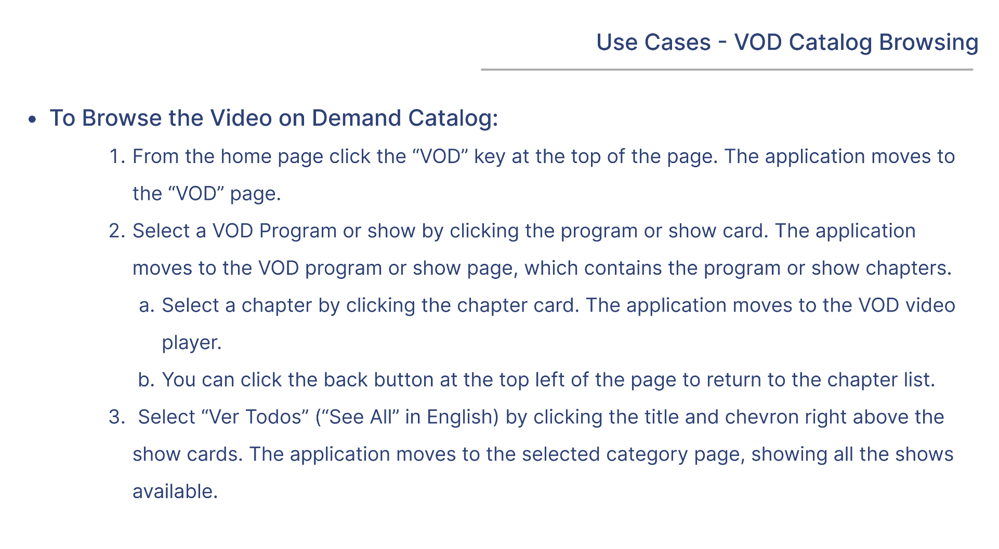 Use Cases - VOD Catalog Browsing
• To Browse the Video on Demand Catalog:
1. From the home page click the “VOD” key at the top of the page. The application moves to
the “VOD” page.
2. Select a VOD Program or show by clicking the program or show card. The application
moves to the VOD program or show page, which contains the program or show chapters.
a. Select a chapter by clicking the chapter card. The application moves to the VOD video
player.
b. You can click the back button at the top left of the page to return to the chapter list.
3. Select “Ver Todos” (“See All” in English) by clicking the title and chevron right above the
show cards. The application moves to the selected category page, showing all the shows
available.